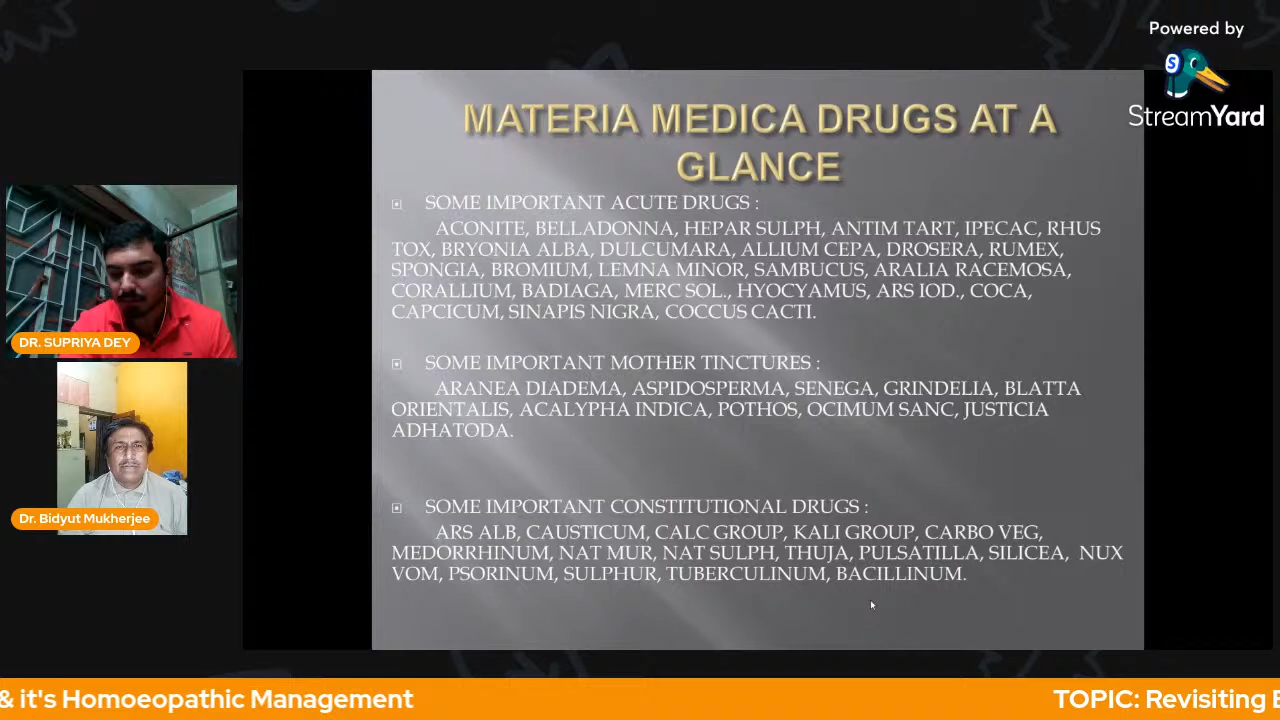 Powered by
StreamYard
MATERIA MEDICA DRUGS AT A
GLANCE
SOME IMPORTANT ACUTE DRUGS :
ACONITE, BELLADONNA, HEPAR SULPH, ANTIM TART, IPECAC, RHUS
TOX, BRYONIA ALBA, DULCUMARA, ALLIUM CEPA, DROSERA, RUMEX,
SPONGIA, BROMIUM, LEMNA MINOR, SAMBUCUS, ARALIA RACEMOSA,
CORALLIUM, BADIAGA, MERC SOL., HYOCYAMUS, ARS IOD., COCA,
CAPCICUM, SINAPIS NIGRA, COCCUS CACTI.
SOME IMPORTANT MOTHER TINCTURES :
ARANEA DIADEMA, ASPIDOSPERMA, SENEGA, GRINDELIA, BLATTA
ORIENTALIS, ACALYPHA INDICA, POTHOS, OCIMUM SANC, JUSTICIA
ADHATODA.
SOME IMPORTANT CONSTITUTIONAL DRUGS :
ARS ALB, CAUSTICUM, CALC GROUP, KALI GROUP, CARBO VEG,
MEDORRHINUM, NAT MUR, NAT SULPH, THUJA, PULSATILLA, SILICEA, NUX
VOM, PSORINUM, SULPHUR, TUBERCULINUM, BACILLINUM.
DR. SUPRIYA DEY
Dr. Bidyut Mukherjee
& it's Homoeopathic Management
TOPIC: Revisiting